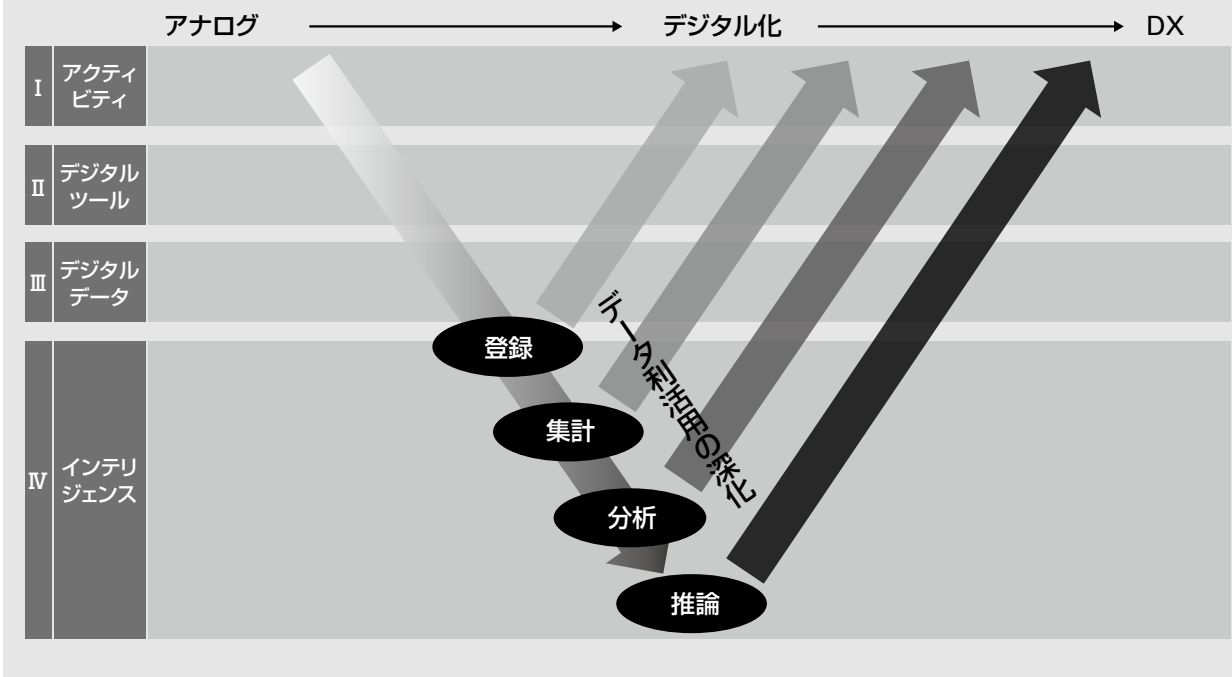 アナログ
デジタル化
DX
Ⅰ
アクティ
ビティ
Ⅱ
デジタル
ツール
Ⅲ
デジタル
データ
Ⅳ
インテリ
ジェンス
登録
集計
分析
推論
データ利活用の深化